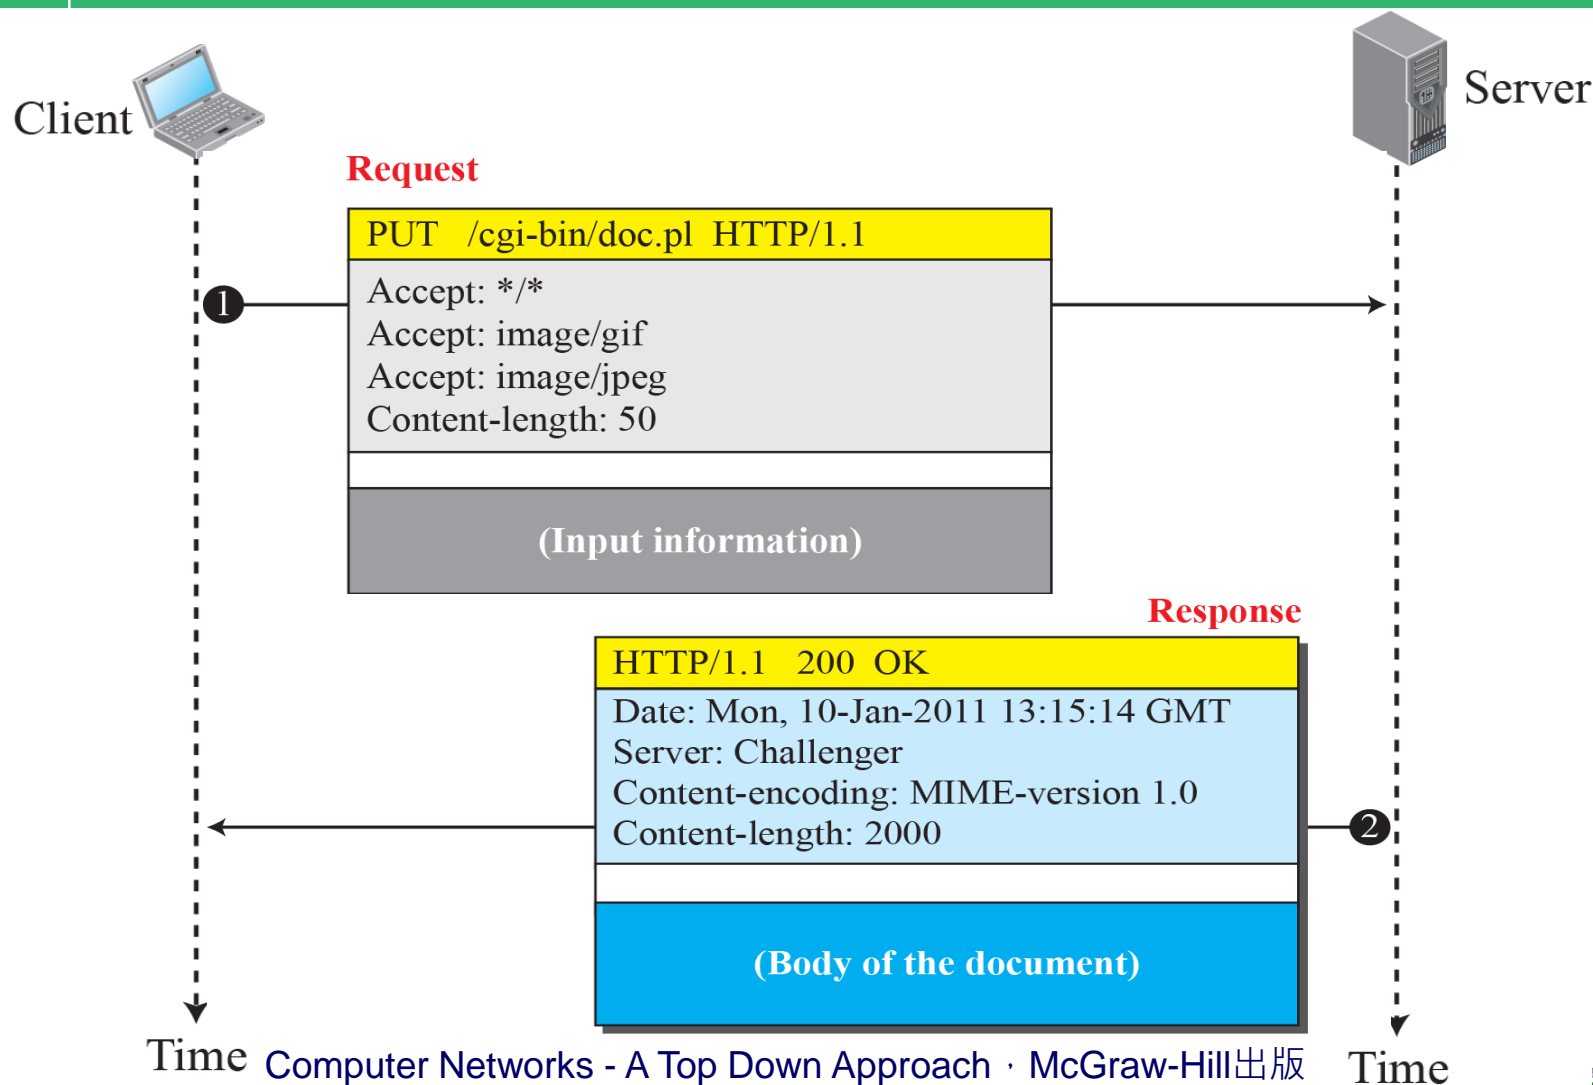 Client
Server
Request
PUT /cgi-bin/doc.pl HTTP/1.1
1
Accept: */*
Accept: image/gif
Accept: image/jpeg
Content-length: 50
(Input information)
Response
HTTP/1.1 200 OK
Date: Mon, 10-Jan-2011 13:15:14 GMT
Server: Challenger
Content-encoding: MIME-version 1.0
Content-length: 2000
2
(Body of the document)
Time
Computer Networks - A Top Down Approach，McGraw-Hill出版
Time